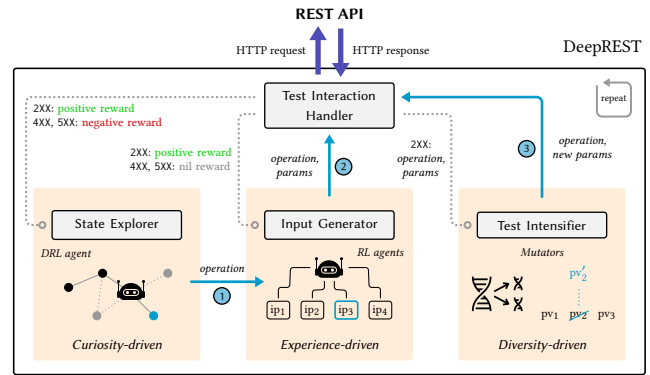 REST API
HTTP request
HTTP response
DeepREST
Test Interaction
Handler
repeat
2XX: positive reward
4XX, 5XX: negative reward
2XX: positive reward
4XX, 5XX: nil reward
operation,
params
2
2XX:
operation,
params
3
operation,
new params
State Explorer
DRL agent
Curiosity-driven
operation
1
Input Generator
RL agents
ip1
ip2
ip3
ip4
Experience-driven
Test Intensifier
Mutators
pv′2
pv1
pv2
pv3
Diversity-driven